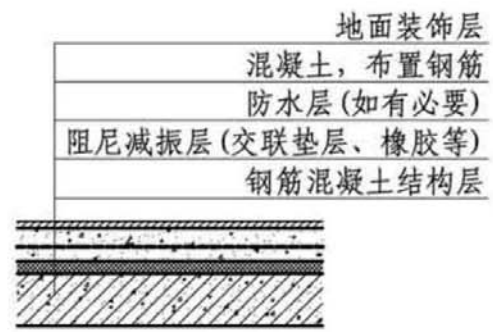 地面装饰层
混凝土，布置钢筋
防水层(如有必要)
阻尼减振层(交联垫层、橡胶等)
钢筋混凝土结构层